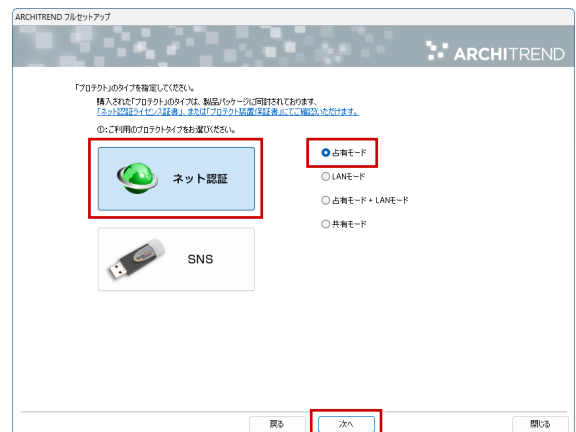 ARCHITREND フルセットアップ
ARCHITREND
「プロテクト」のタイプを指定してください。
購入された「プロテクト」のタイプは、製品パッケージに同封されております、
「ネット認証ライセンス証書」、または「プロテクト装置保証書」にてご確認いただけます。
①:ご利用のプロテクトタイプをお選びください。
ネット認証
占有モード
LANモード
占有モード + LANモード
共有モード
SNS
戻る
次へ
閉じる